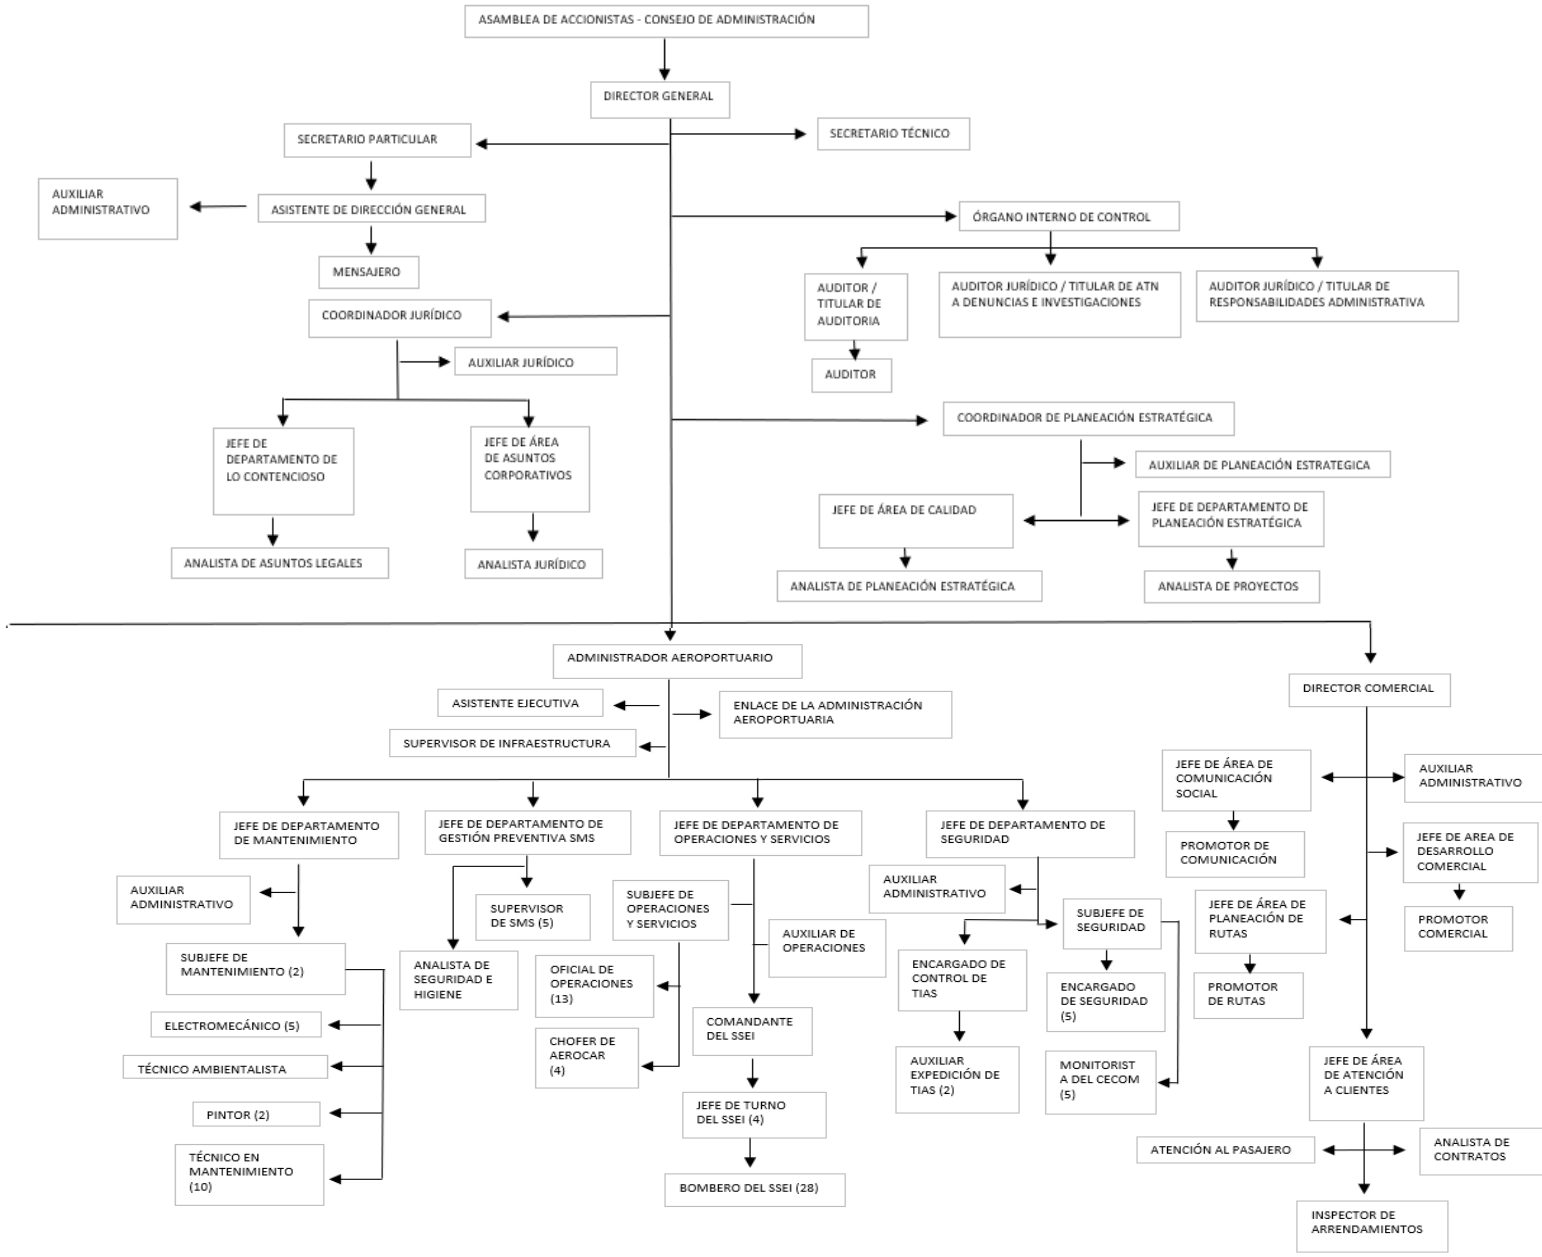 ASAMBLEA DE ACCIONISTAS - CONSEJO DE ADMINISTRACIÓN
DIRECTOR GENERAL
SECRETARIO PARTICULAR
SECRETARIO TÉCNICO
AUXILIAR
ADMINISTRATIVO
ASISTENTE DE DIRECCIÓN GENERAL
ÓRGANO INTERNO DE CONTROL
MENSAJERO
AUDITOR /
TITULAR DE
AUDITORIA
AUDITOR JURÍDICO / TITULAR DE ATN
A DENUNCIAS E INVESTIGACIONES
AUDITOR JURÍDICO / TITULAR DE
RESPONSABILIDADES ADMINISTRATIVA
COORDINADOR JURÍDICO
AUXILIAR JURÍDICO
AUDITOR
COORDINADOR DE PLANEACIÓN ESTRATÉGICA
JEFE DE
DEPARTAMENTO DE
LO CONTENCIOSO
JEFE DE ÁREA
DE ASUNTOS
CORPORATIVOS
AUXILIAR DE PLANEACIÓN ESTRATEGICA
JEFE DE ÁREA DE CALIDAD
JEFE DE DEPARTAMENTO DE
PLANEACIÓN ESTRATÉGICA
ANALISTA DE ASUNTOS LEGALES
ANALISTA JURÍDICO
ANALISTA DE PLANEACIÓN ESTRATÉGICA
ANALISTA DE PROYECTOS
ADMINISTRADOR AEROPORTUARIO
DIRECTOR COMERCIAL
ASISTENTE EJECUTIVA
ENLACE DE LA ADMINISTRACIÓN
AEROPORTUARIA
SUPERVISOR DE INFRAESTRUCTURA
JEFE DE ÁREA DE
COMUNICACIÓN
SOCIAL
AUXILIAR
ADMINISTRATIVO
JEFE DE DEPARTAMENTO
DE MANTENIMIENTO
JEFE DE DEPARTAMENTO DE
GESTIÓN PREVENTIVA SMS
JEFE DE DEPARTAMENTO DE
OPERACIONES Y SERVICIOS
JEFE DE DEPARTAMENTO DE
SEGURIDAD
PROMOTOR DE
COMUNICACIÓN
JEFE DE AREA DE
DESARROLLO
COMERCIAL
AUXILIAR
ADMINISTRATIVO
SUPERVISOR
DE SMS (5)
SUBJEFE DE
OPERACIONES
Y SERVICIOS
AUXILIAR
ADMINISTRATIVO
SUBJEFE DE
SEGURIDAD
JEFE DE ÁREA DE
PLANEACIÓN DE
RUTAS
PROMOTOR
COMERCIAL
SUBJEFE DE
MANTENIMIENTO (2)
ANALISTA DE
SEGURIDAD E
HIGIENE
OFICIAL DE
OPERACIONES
(13)
AUXILIAR DE
OPERACIONES
ENCARGADO DE
CONTROL DE
TIAS
ENCARGADO
DE SEGURIDAD
(5)
PROMOTOR
DE RUTAS
ELECTROMECÁNICO (5)
CHOFER DE
AEROCAR
(4)
COMANDANTE
DEL SSEI
TÉCNICO AMBIENTALISTA
AUXILIAR
EXPEDICIÓN DE
TIAS (2)
MONITORIST
A DEL CECOM
(5)
JEFE DE ÁREA
DE ATENCIÓN
A CLIENTES
PINTOR (2)
JEFE DE TURNO
DEL SSEI (4)
TÉCNICO EN
MANTENIMIENTO
(10)
ATENCIÓN AL PASAJERO
ANALISTA DE
CONTRATOS
BOMBERO DEL SSEI (28)
INSPECTOR DE
ARRENDAMIENTOS